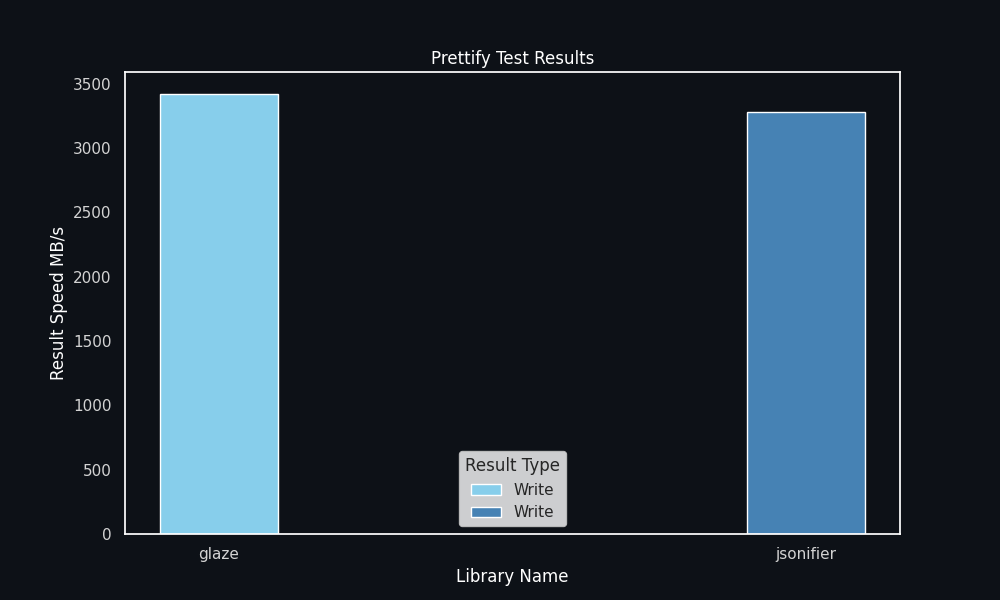 Prettify Test Results
3500
3000
2500
2000
1500
1000
500
0
Result Speed MB/s
Result Type
Write
Write
glaze
jsonifier
Library Name